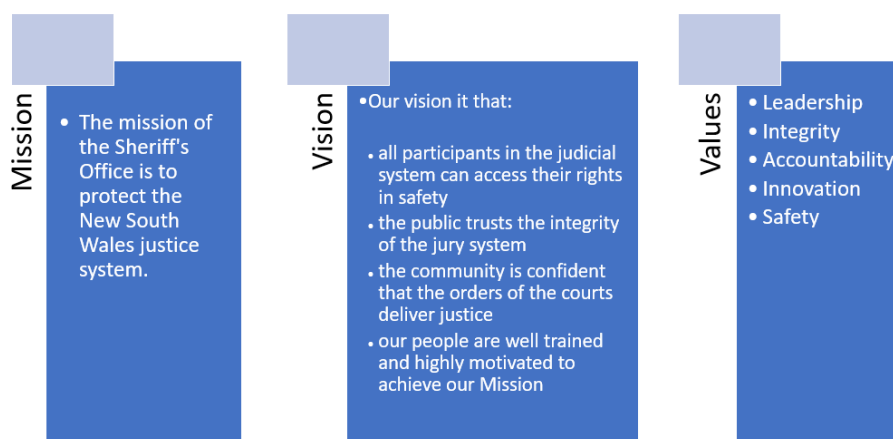 Mission
• The mission of
the Sheriff's
Office is to
protect the
New South
Wales justice
system.
Vision
•Our vision it that:
• all participants in the judicial
system can access their rights
in safety
• the public trusts the integrity
of the jury system
• the community is confident
that the orders of the courts
deliver justice
• our people are well trained
and highly motivated to
achieve our Mission
Values
• Leadership
• Integrity
• Accountability
• Innovation
• Safety